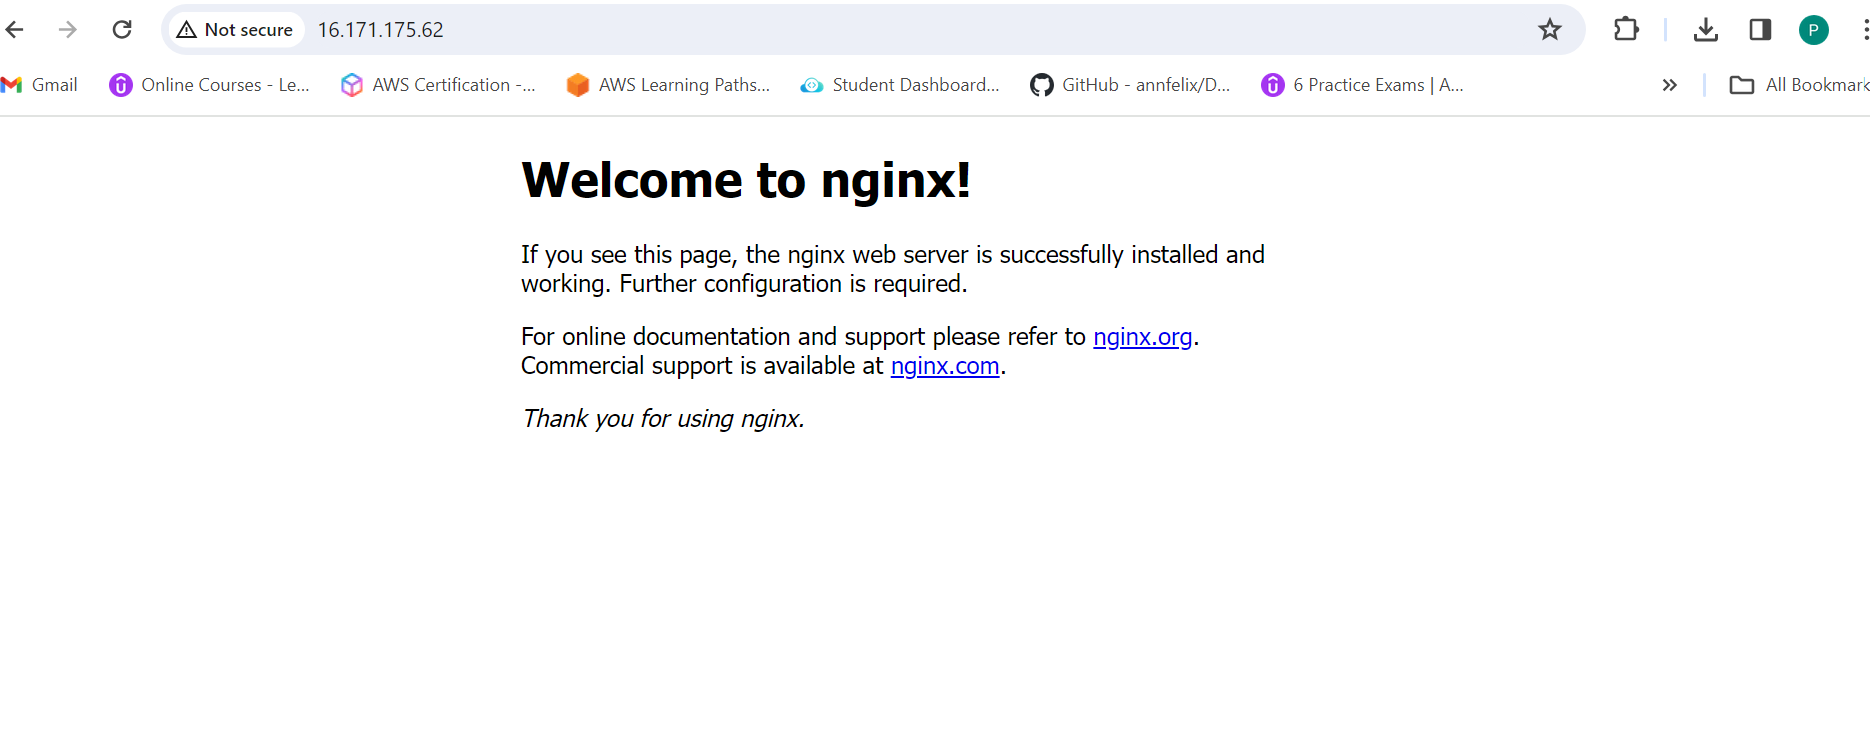 Not secure 16.171.175.62
Gmail Online Courses - Le... AWS Certification -... AWS Learning Paths... Student Dashboard... GitHub - annfelix/D... 6 Practice Exams | A... All Bookmark
Welcome to nginx!
If you see this page, the nginx web server is successfully installed and
working. Further configuration is required.
For online documentation and support please refer to nginx.org.
Commercial support is available at nginx.com.
Thank you for using nginx.